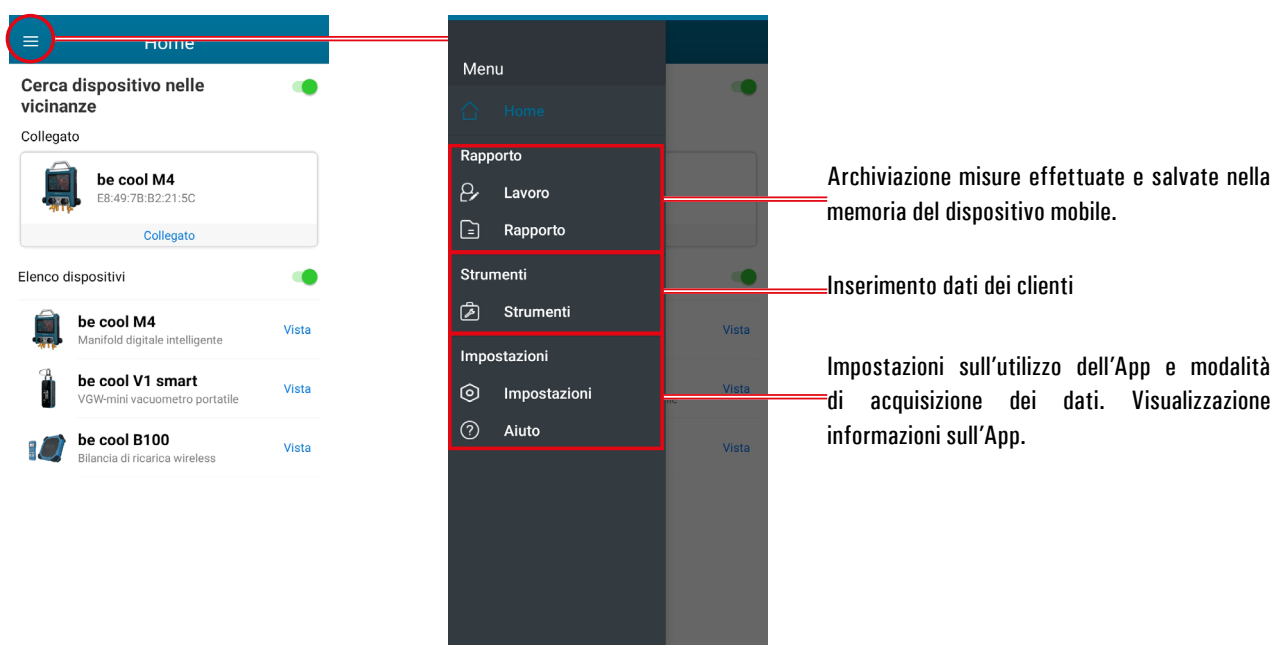 Home
Cerca dispositivo nelle
vicinanze
Collegato
be cool M4
E8:49:7B:B2:21:5C
Collegato
Elenco dispositivi
be cool M4
Manifold digitale intelligente
Vista
be cool V1 smart
VGW-mini vacuometro portatile
Vista
be cool B100
Bilancia di ricarica wireless
Vista
Menu
Home
Rapporto
Lavoro
Rapporto
Strumenti
Strumenti
Impostazioni
Impostazioni
Aiuto
Vista
Vista
Vista
Archiviazione misure effettuate e salvate nella
memoria del dispositivo mobile.
Inserimento dati dei clienti
Impostazioni sull’utilizzo dell’App e modalità
di acquisizione dei dati. Visualizzazione
informazioni sull’App.